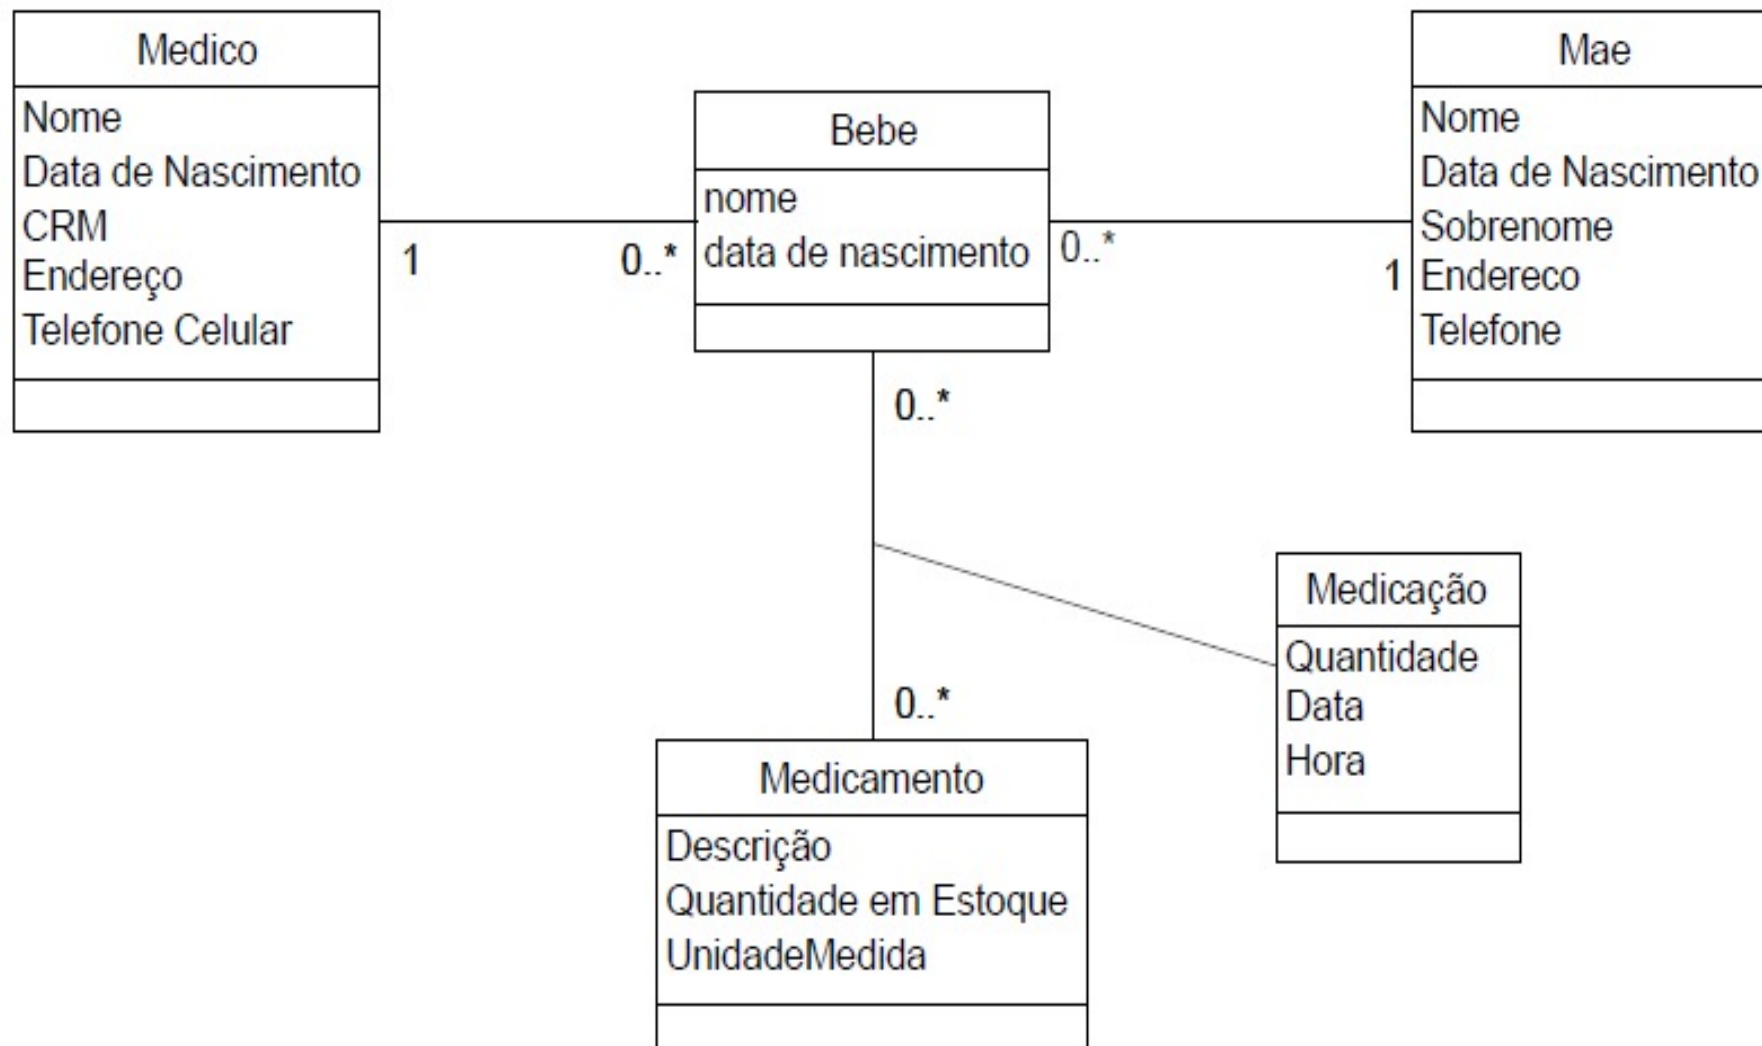 Medico
Nome
Data de Nascimento
CRM
Endereço
Telefone Celular
1
0..*
Bebe
nome
data de nascimento
0..*
1
Mae
Nome
Data de Nascimento
Sobrenome
Endereco
Telefone
0..*
0..*
Medicação
Quantidade
Data
Hora
Medicamento
Descrição
Quantidade em Estoque
UnidadeMedida